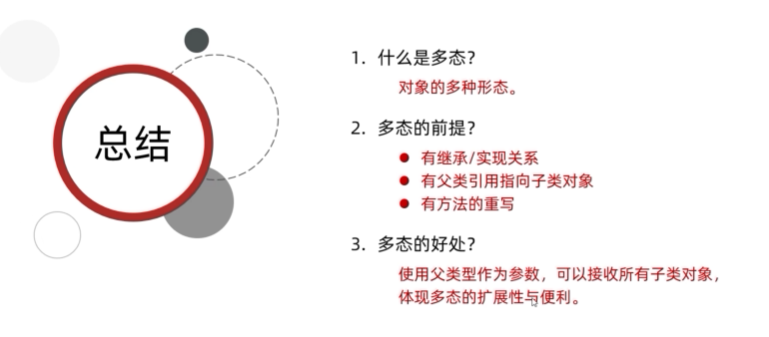 总结
1. 什么是多态？
对象的多种形态。
2. 多态的前提？
● 有继承/实现关系
● 有父类引用指向子类对象
● 有方法的重写
3. 多态的好处？
使用父类型作为参数，可以接收所有子类对象，
体现多态的扩展性与便利。